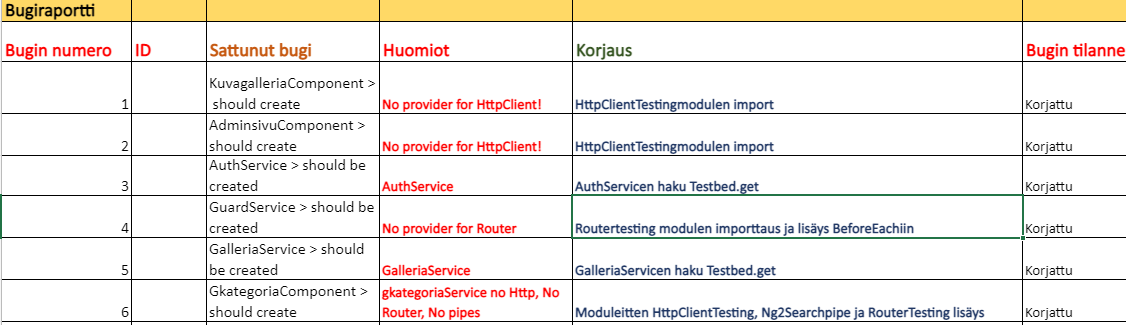 Bugiraportti
Bugin numero ID Sattunut bugi Huomiot Korjaus Bugin tilanne
KuvagalleriaComponent >
1 should create No provider for HttpClient! HttpClientTestingmodulen import Korjattu
AdminsivuComponent >
2 should create No provider for HttpClient! HttpClientTestingmodulen import Korjattu
AuthService > should be
3 created AuthService AuthServicen haku Testbed.get Korjattu
GuardService > should be
4 created No provider for Router Routertesting modulen importtaus ja lisäys BeforeEachiin Korjattu
GalleriaService > should
5 be created GalleriaService GalleriaServicen haku Testbed.get Korjattu
GkategoriaComponent > gkategoriaService no Http, No
6 should create Router, No pipes Moduleitten HttpClientTesting, Ng2Searchpipe ja RouterTesting lisäys Korjattu